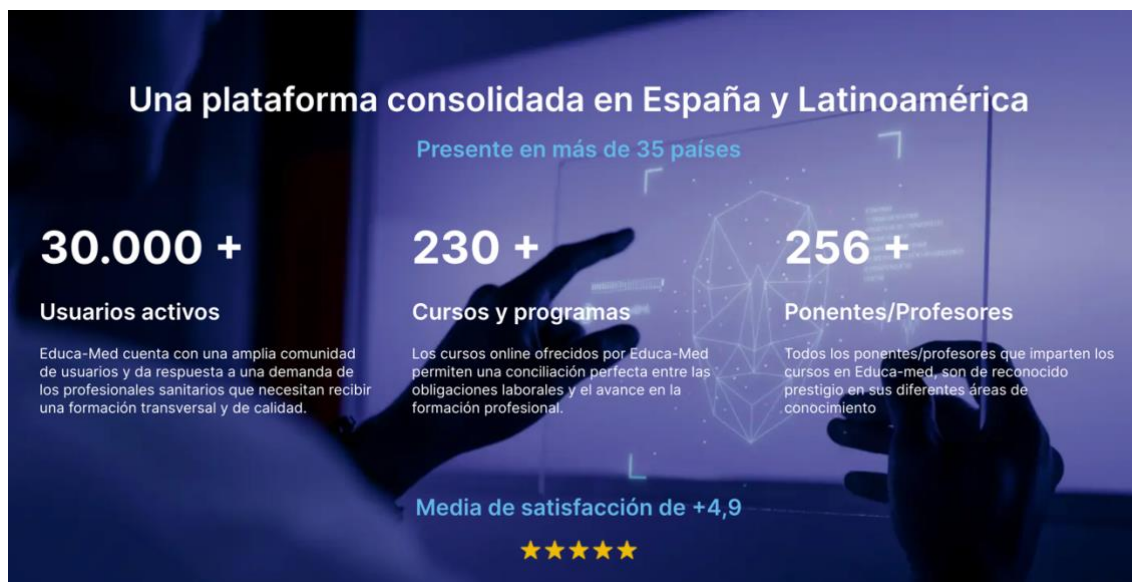 Una plataforma consolidada en España y Latinoamérica
Presente en más de 35 países
30.000 +
Usuarios activos
Educa-Med cuenta con una amplia comunidad
de usuarios y da respuesta a una demanda de
los profesionales sanitarios que necesitan recibir
una formación transversal y de calidad.
230 +
Cursos y programas
Los cursos online ofrecidos por Educa-Med
permiten una conciliación perfecta entre las
obligaciones laborales y el avance en la
formación profesional.
256 +
Ponentes/Profesores
Todos los ponentes/profesores que imparten los
cursos en Educa-med, son de reconocido
prestigio en sus diferentes áreas de
conocimiento
Media de satisfacción de +4,9